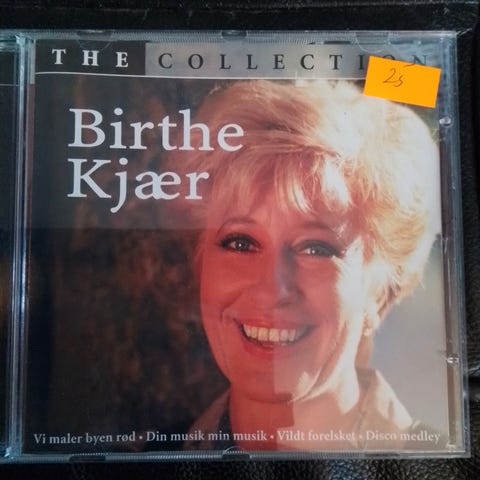 THE COLLECTION
25
Birthe
Kjær
Vi maler byen rød • Din musik min musik • Vildt forelsket • Disco medley